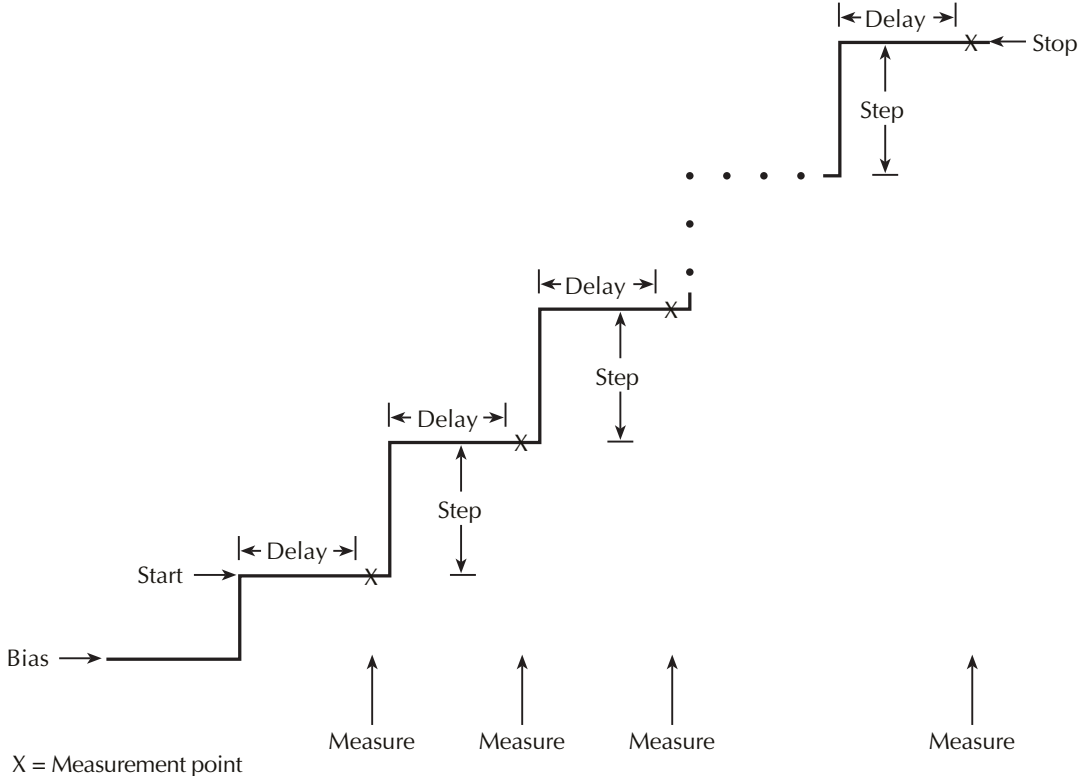 Delay
Stop
Step
Delay
Step
Delay
Step
Delay
Start
Bias
Measure Measure Measure Measure
X = Measurement point
X
X
X
X